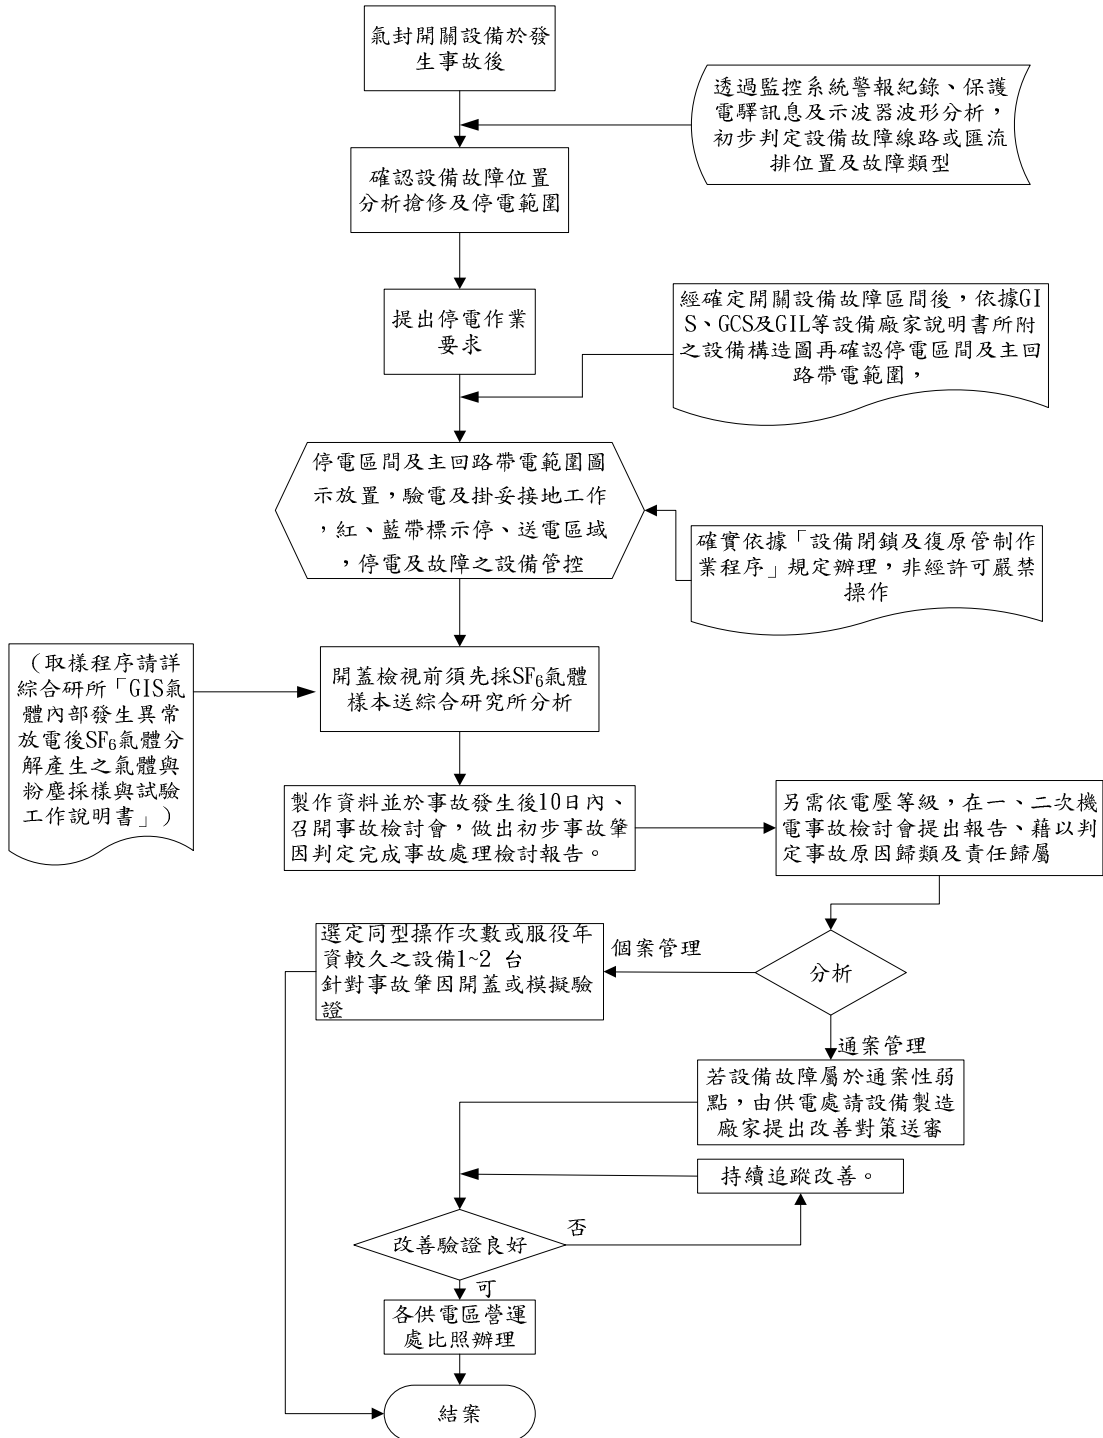 氣封開關設備於發
生事故後
透過監控系統警報紀錄、保護
電驛訊息及示波器波形分析，
初步判定設備故障線路或匯流
排位置及故障類型
確認設備故障位置
分析搶修及停電範圍
提出停電作業
要求
經確定開關設備故障區間後，依據GI
S、GCS及GIL等設備廠家說明書所附
之設備構造圖再確認停電區間及主回
路帶電範圍，
停電區間及主回路帶電範圍圖
示放置，驗電及掛妥接地工作
，紅、藍帶標示停、送電區域
，停電及故障之設備管控
確實依據「設備閉鎖及復原管制作
業程序」規定辦理，非經許可嚴禁
操作
（取樣程序請詳
綜合研所「GIS氣
體內部發生異常
放電後SF₆氣體分
解產生之氣體與
粉塵採樣與試驗
工作說明書」）
開蓋檢視前須先採SF₆氣體
樣本送綜合研究所分析
製作資料並於事故發生後10日內、
召開事故檢討會，做出初步事故肇
因判定完成事故處理檢討報告。
另需依電壓等級，在一、二次機
電事故檢討會提出報告、藉以判
定事故原因歸類及責任歸屬
選定同型操作次數或服役年
資較久之設備1~2 台
針對事故肇因開蓋或模擬驗
證
個案管理
分析
通案管理
若設備故障屬於通案性弱
點，由供電處請設備製造
廠家提出改善對策送審
持續追蹤改善。
改善驗證良好
否
可
各供電區營運
處比照辦理
結案